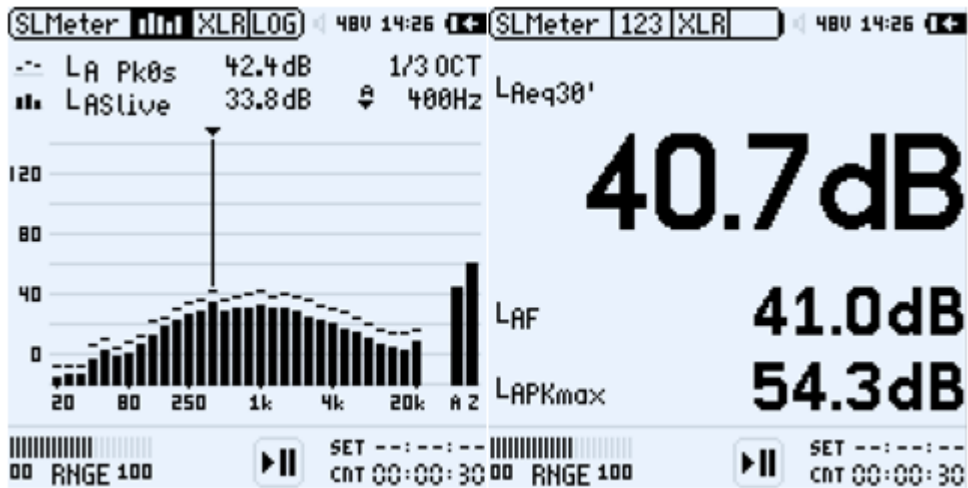 SLMeter XLR LOG 48V 14:26
LA Pk0s 42.4dB 1/3 OCT
LASlive 33.8dB 400Hz
120
80
40
0
20 80 250 1k 4k 20k A Z
SET --:--:--
00 RNGE 100 CNT 00:00:30
SLMeter 123 XLR 48V 14:26
LAeq30'
40.7dB
LAF 41.0dB
LAPKmax 54.3dB
SET --:--:--
00 RNGE 100 CNT 00:00:30